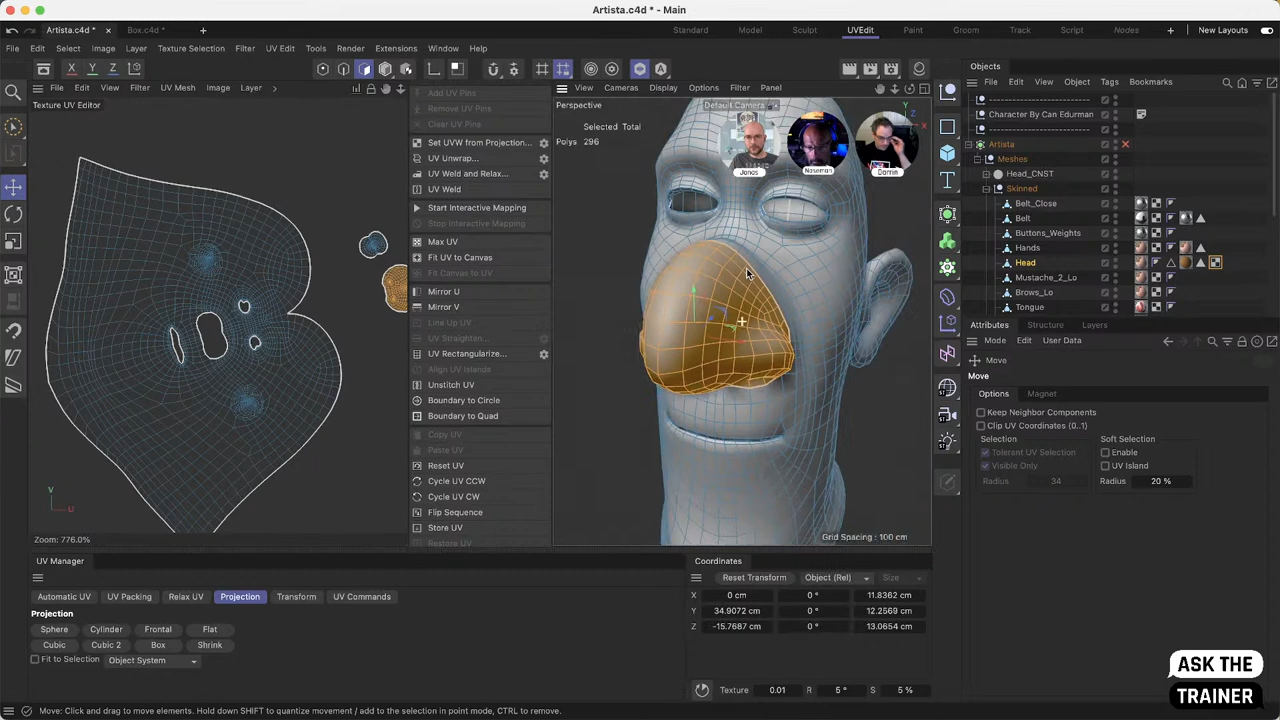 Artista.c4d * - Main
Artista.c4d * Box.c4d *
Standard Model Sculpt UVEdit Paint Groom Track Script Nodes New Layouts
File Edit Select Image Layer Texture Selection Filter UV Edit Tools Render Extensions Window Help
X Y Z
File Edit View Filter UV Mesh Image Layer
Texture UV Editor
V
U
Zoom: 776.0%
Add UV Pins
Remove UV Pins
Clear UV Pins
Set UVW from Projection...
UV Unwrap...
UV Weld and Relax...
UV Weld
Start Interactive Mapping
Stop Interactive Mapping
Max UV
Fit UV to Canvas
Fit Canvas to UV
Mirror U
Mirror V
Line Up UV
UV Straighten...
UV Rectangularize...
Align UV Islands
Unstitch UV
Boundary to Circle
Boundary to Quad
Copy UV
Paste UV
Reset UV
Cycle UV CCW
Cycle UV CW
Flip Sequence
Store UV
Restore UV
View Cameras Display Options Filter Panel
Perspective
Default Camera
Selected Total
Polys 296
Y
Z
X
Jonas
Noseman
Darrin
Grid Spacing : 100 cm
Objects
File Edit View Object Tags Bookmarks
Character By Can Edurman
Artista
Meshes
Head_CNST
Skinned
Belt_Close
Belt
Buttons_Weights
Hands
Head
Mustache_2_Lo
Brows_Lo
Tongue
Attributes Structure Layers
Mode Edit User Data
Move
Move
Options Magnet
Keep Neighbor Components
Clip UV Coordinates (0..1)
Selection Soft Selection
Tolerant UV Selection Enable
Visible Only UV Island
Radius 34 Radius 20 %
UV Manager
Automatic UV UV Packing Relax UV Projection Transform UV Commands
Projection
Sphere Cylinder Frontal Flat
Cubic Cubic 2 Box Shrink
Fit to Selection Object System
Coordinates
Reset Transform Object (Rel) Size
X 0 cm 0 ° 11.8362 cm
Y 34.9072 cm 0 ° 12.2569 cm
Z -15.7687 cm 0 ° 13.0654 cm
Texture 0.01 R 5 ° S 5 %
ASK THE
TRAINER
Move: Click and drag to move elements. Hold down SHIFT to quantize movement / add to the selection in point mode, CTRL to remove.